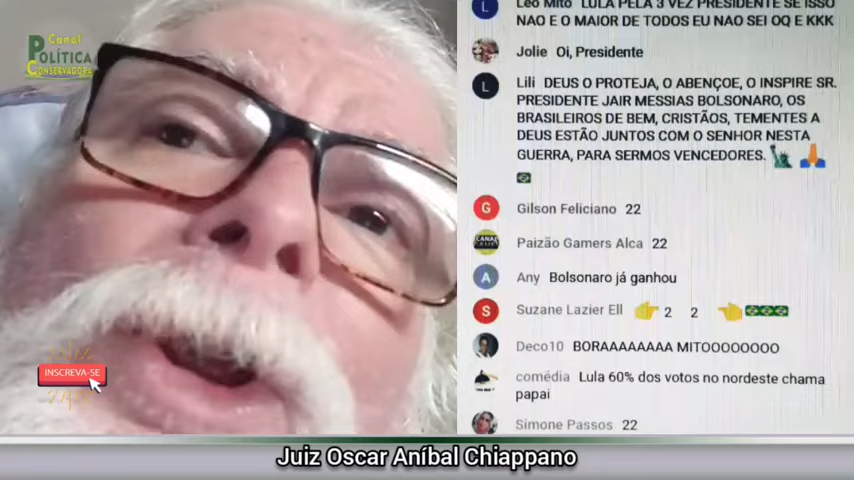 Canal
POLÍTICA
CONSERVADORA
INSCREVA-SE
L Leo Mito LULA PELA 3 VEZ PRESIDENTE SE ISSO
NAO E O MAIOR DE TODOS EU NAO SEI OQ E KKK
Jolie Oi, Presidente
L Lili DEUS O PROTEJA, O ABENÇOE, O INSPIRE SR.
PRESIDENTE JAIR MESSIAS BOLSONARO, OS
BRASILEIROS DE BEM, CRISTÃOS, TEMENTES A
DEUS ESTÃO JUNTOS COM O SENHOR NESTA
GUERRA, PARA SERMOS VENCEDORES. 🗽🙏
🇧🇷
G Gilson Feliciano 22
Paizão Gamers Alca 22
A Any Bolsonaro já ganhou
S Suzane Lazier Ell 👉 2 2 👈🇧🇷🇧🇷🇧🇷
Deco10 BORAAAAAAAA MITOOOOOOOO
comédia Lula 60% dos votos no nordeste chama
papai
Simone Passos 22
Juiz Oscar Aníbal Chiappano